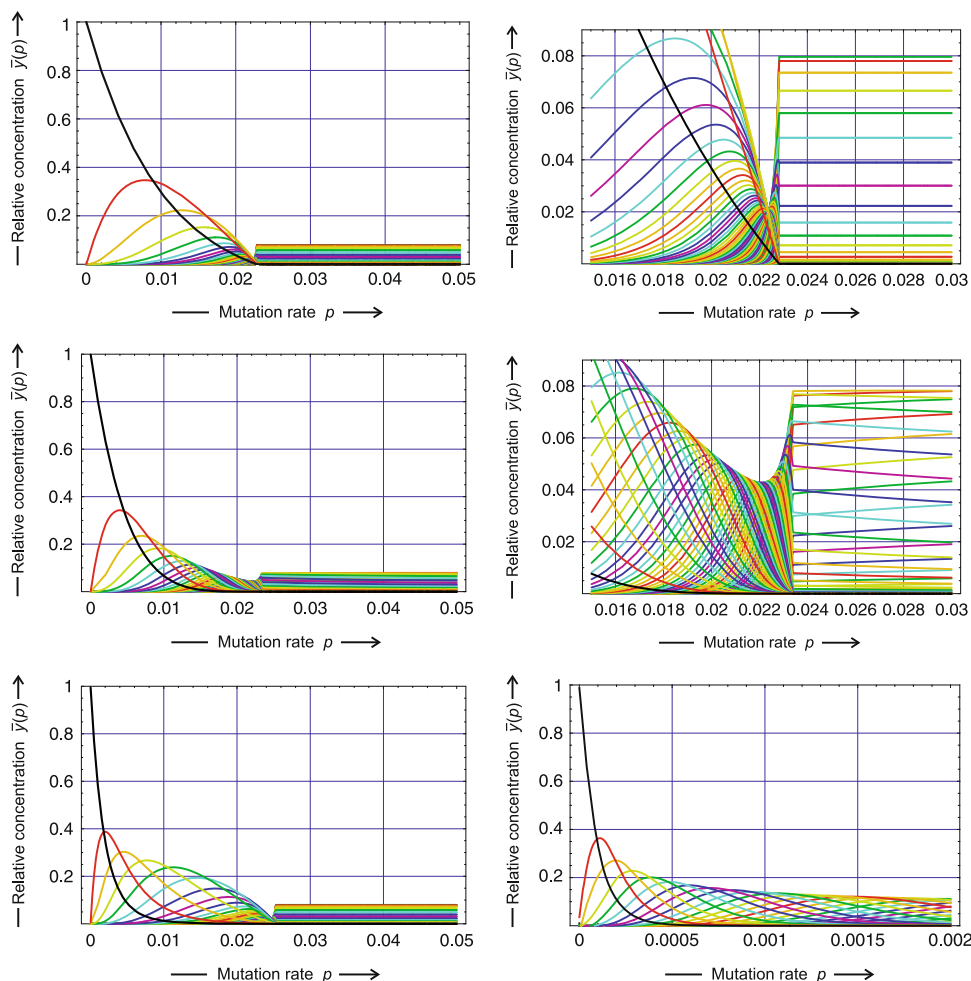 Relative concentration ȳ(p)
1
0.8
0.6
0.4
0.2
0 0.01 0.02 0.03 0.04 0.05
Mutation rate p
Relative concentration ȳ(p)
0.08
0.06
0.04
0.02
0.016 0.018 0.02 0.022 0.024 0.026 0.028 0.03
Mutation rate p
Relative concentration ȳ(p)
1
0.8
0.6
0.4
0.2
0 0.01 0.02 0.03 0.04 0.05
Mutation rate p
Relative concentration ȳ(p)
0.08
0.06
0.04
0.02
0.016 0.018 0.02 0.022 0.024 0.026 0.028 0.03
Mutation rate p
Relative concentration ȳ(p)
1
0.8
0.6
0.4
0.2
0 0.01 0.02 0.03 0.04 0.05
Mutation rate p
Relative concentration ȳ(p)
1
0.8
0.6
0.4
0.2
0 0.0005 0.001 0.0015 0.002
Mutation rate p